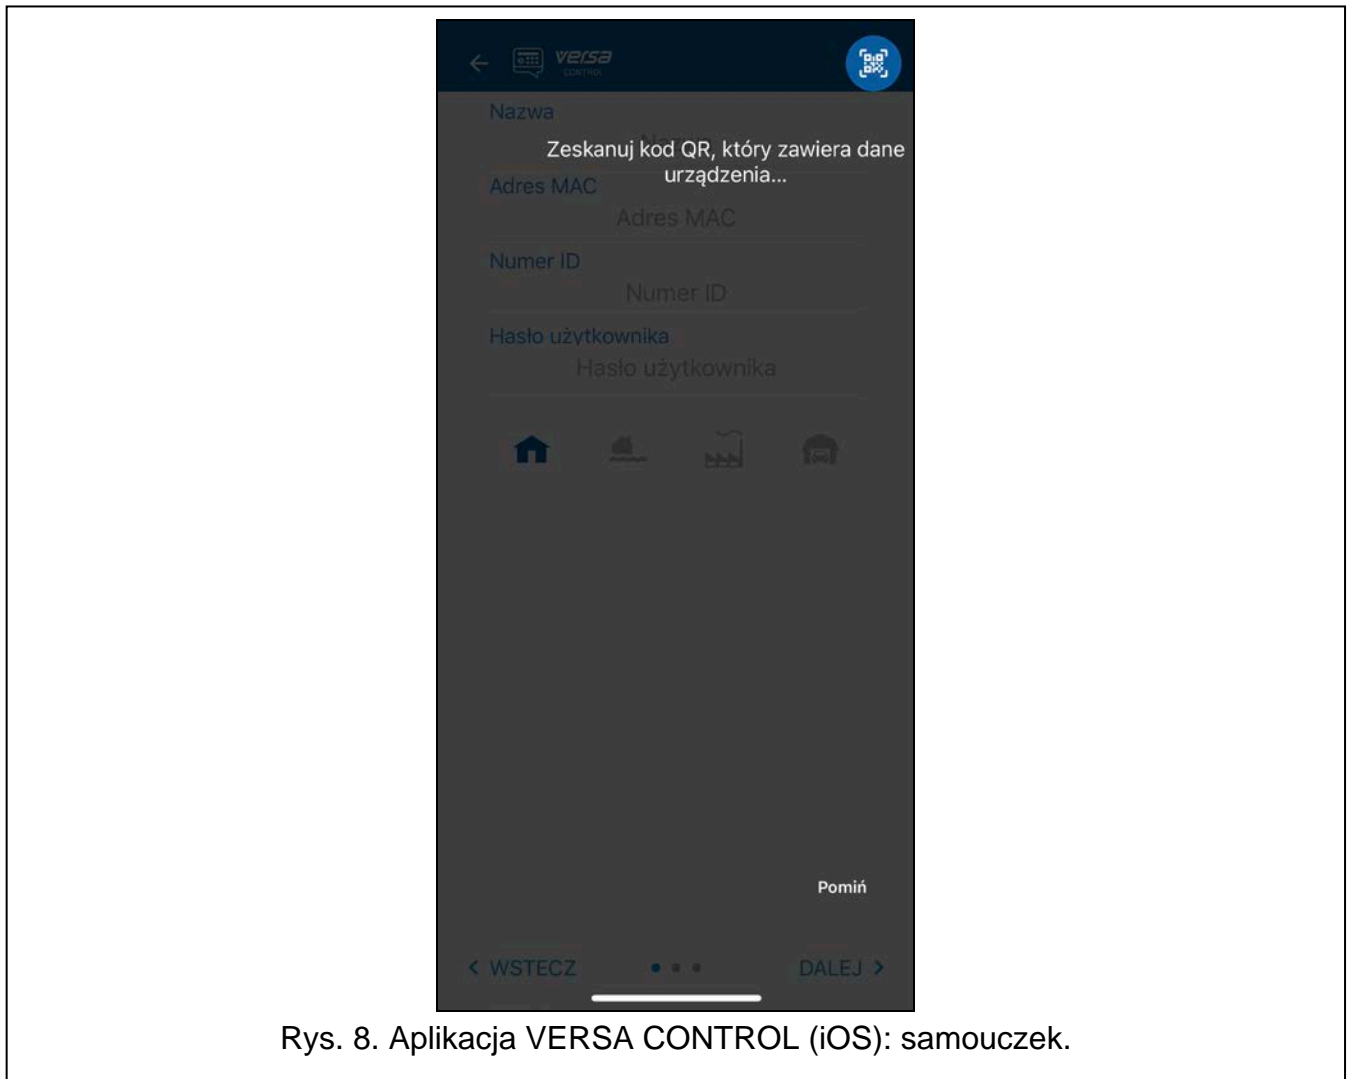 versa
CONTROL
Nazwa
Nazwa
Zeskanuj kod QR, który zawiera dane
urządzenia...
Adres MAC
Adres MAC
Numer ID
Numer ID
Hasło użytkownika
Hasło użytkownika
Pomiń
< WSTECZ
DALEJ >
Rys. 8. Aplikacja VERSA CONTROL (iOS): samouczek.